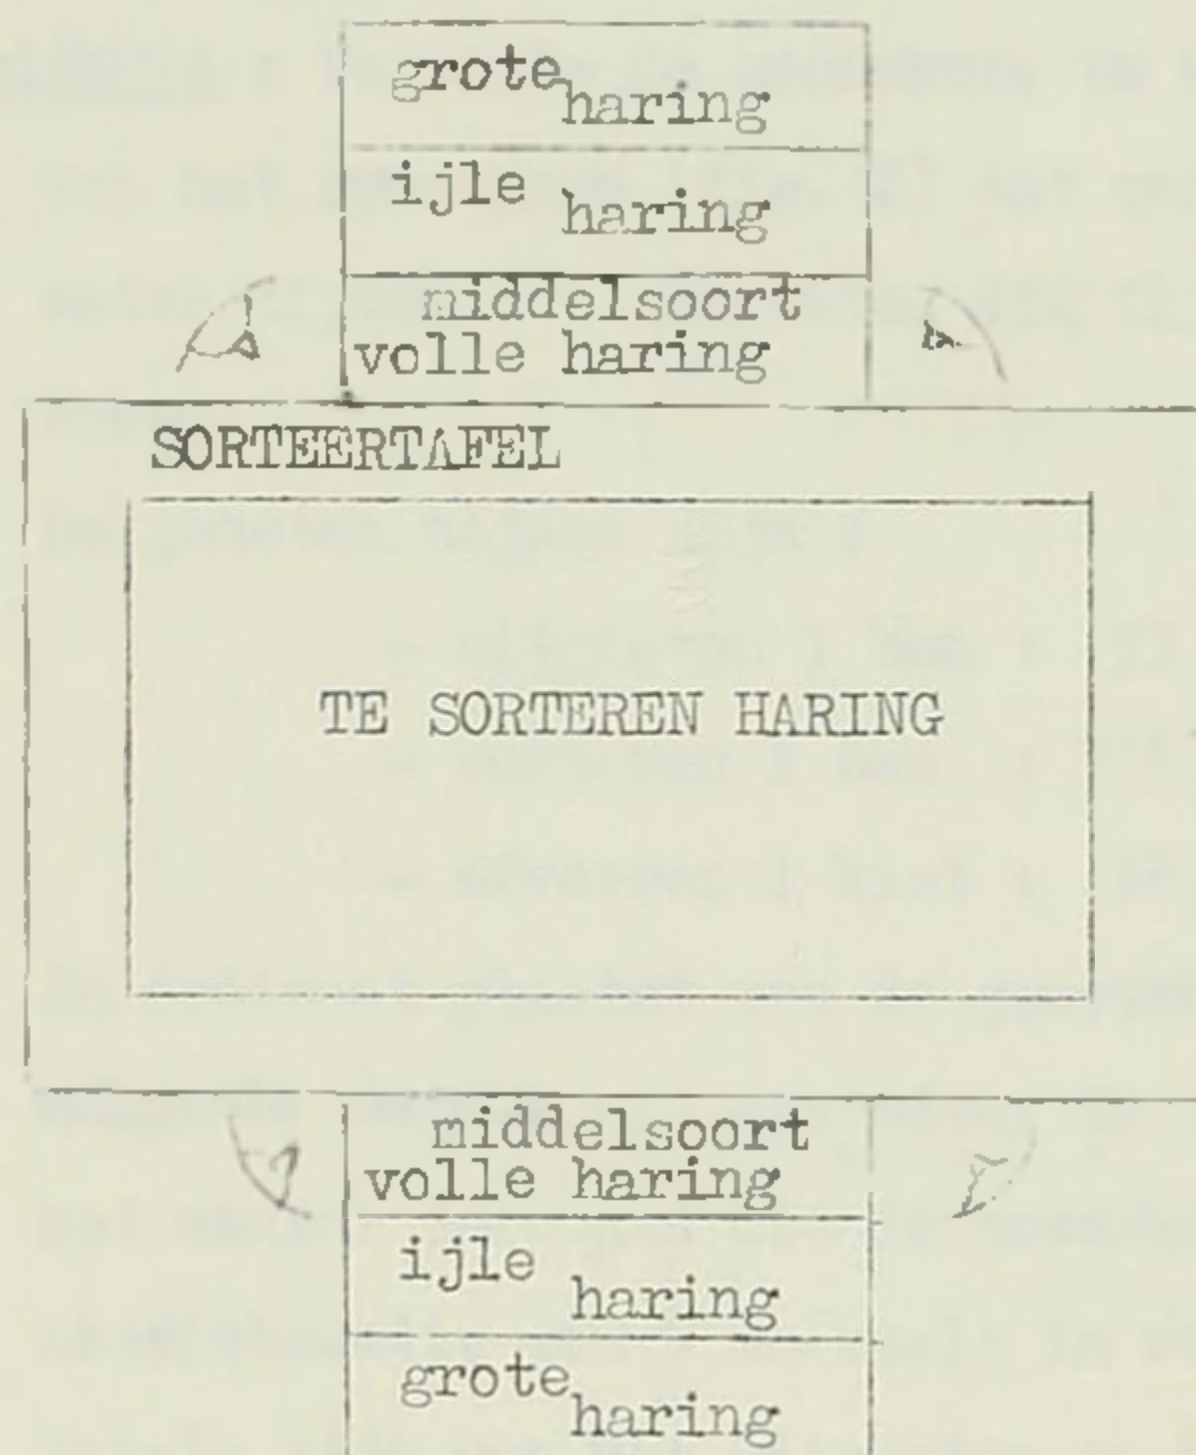 grote haring
ijle haring
middelsoort
volle haring
SORTEERTAFEL
TE SORTEREN HARING
middelsoort
volle haring
ijle haring
grote haring